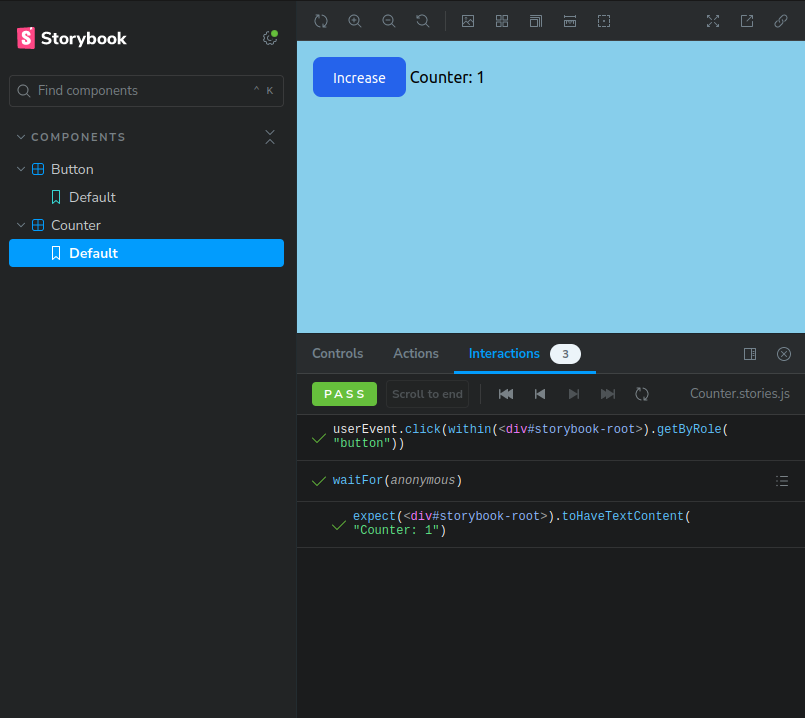 Storybook
Find components
^ K
COMPONENTS
Button
Default
Counter
Default
Increase
Counter: 1
Controls
Actions
Interactions
3
PASS
Scroll to end
Counter.stories.js
userEvent.click(within(<div#storybook-root>).getByRole(
"button"))
waitFor(anonymous)
expect(<div#storybook-root>).toHaveTextContent(
"Counter: 1")